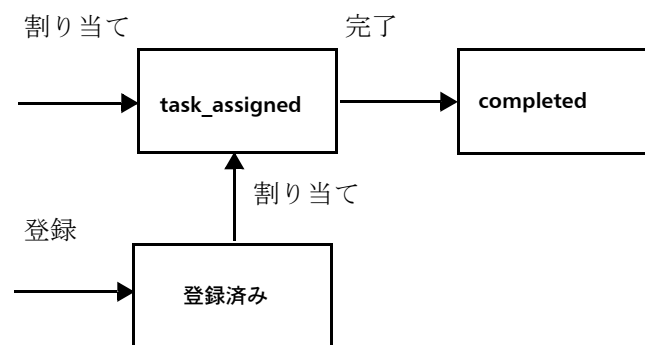 割り当て
完了
task_assigned
completed
割り当て
登録
登録済み